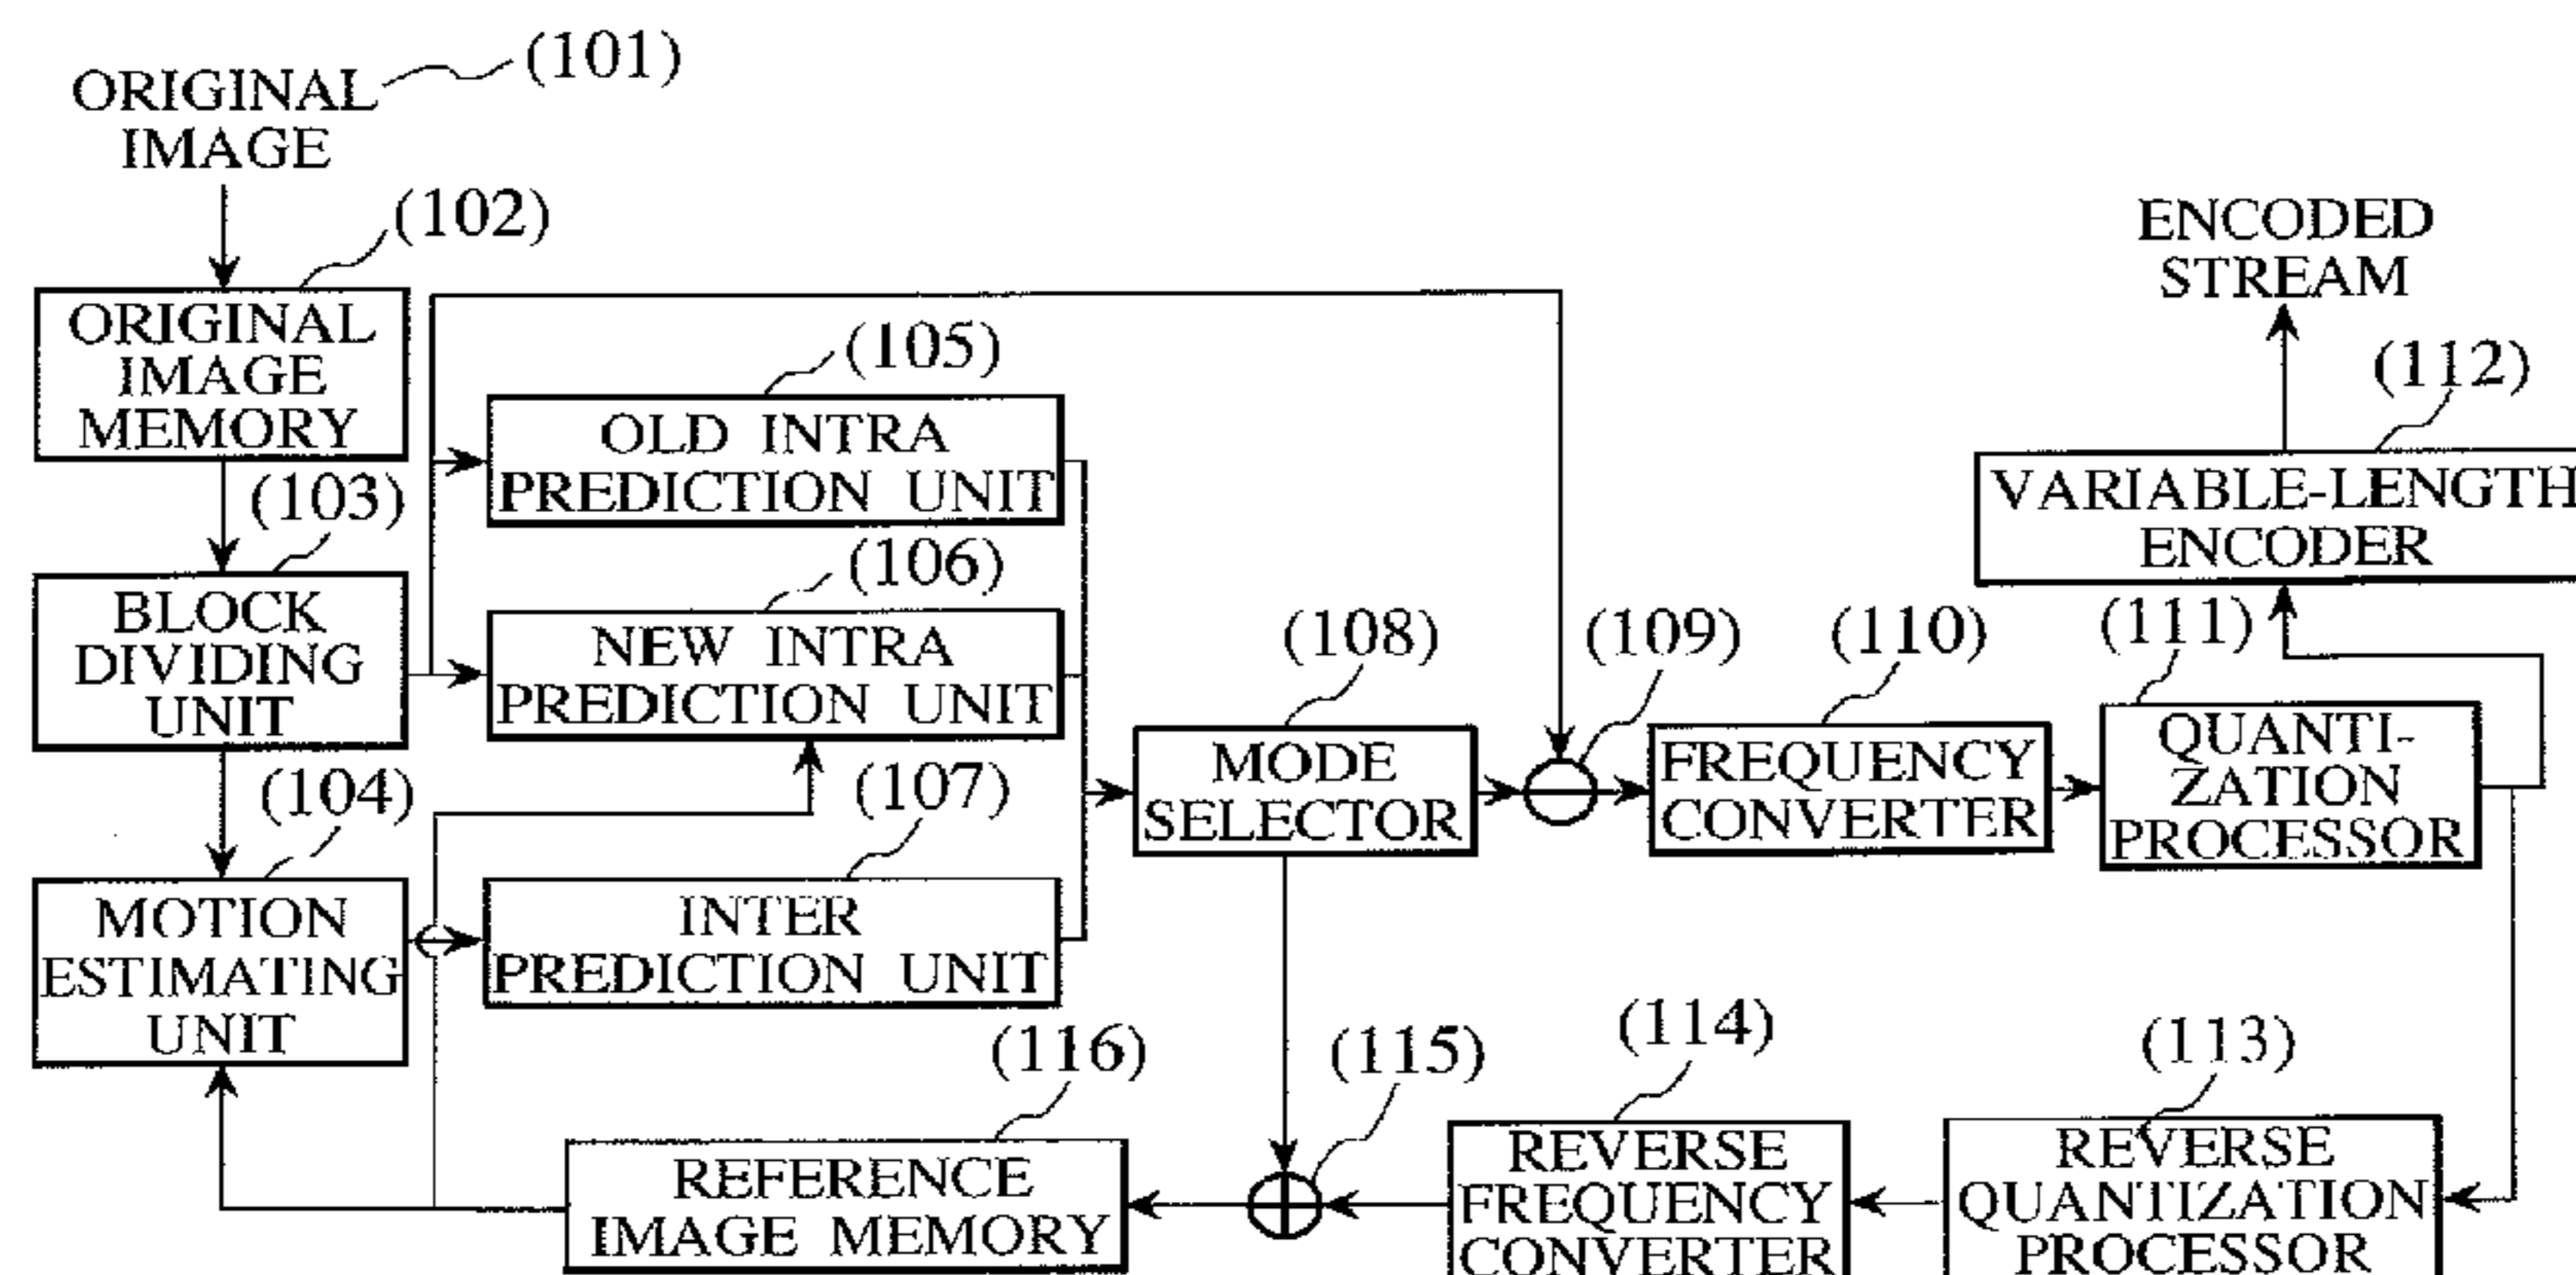 (101)
ORIGINAL
IMAGE
(102)
ORIGINAL
IMAGE
MEMORY
(103)
BLOCK
DIVIDING
UNIT
(104)
MOTION
ESTIMATING
UNIT
(105)
OLD INTRA
PREDICTION UNIT
(106)
NEW INTRA
PREDICTION UNIT
(107)
INTER
PREDICTION UNIT
(108)
MODE
SELECTOR
(109)
(110)
FREQUENCY
CONVERTER
(111)
QUANTI-
ZATION
PROCESSOR
ENCODED
STREAM
(112)
VARIABLE-LENGTH
ENCODER
(113)
REVERSE
QUANTIZATION
PROCESSOR
(114)
REVERSE
FREQUENCY
CONVERTER
(115)
(116)
REFERENCE
IMAGE MEMORY